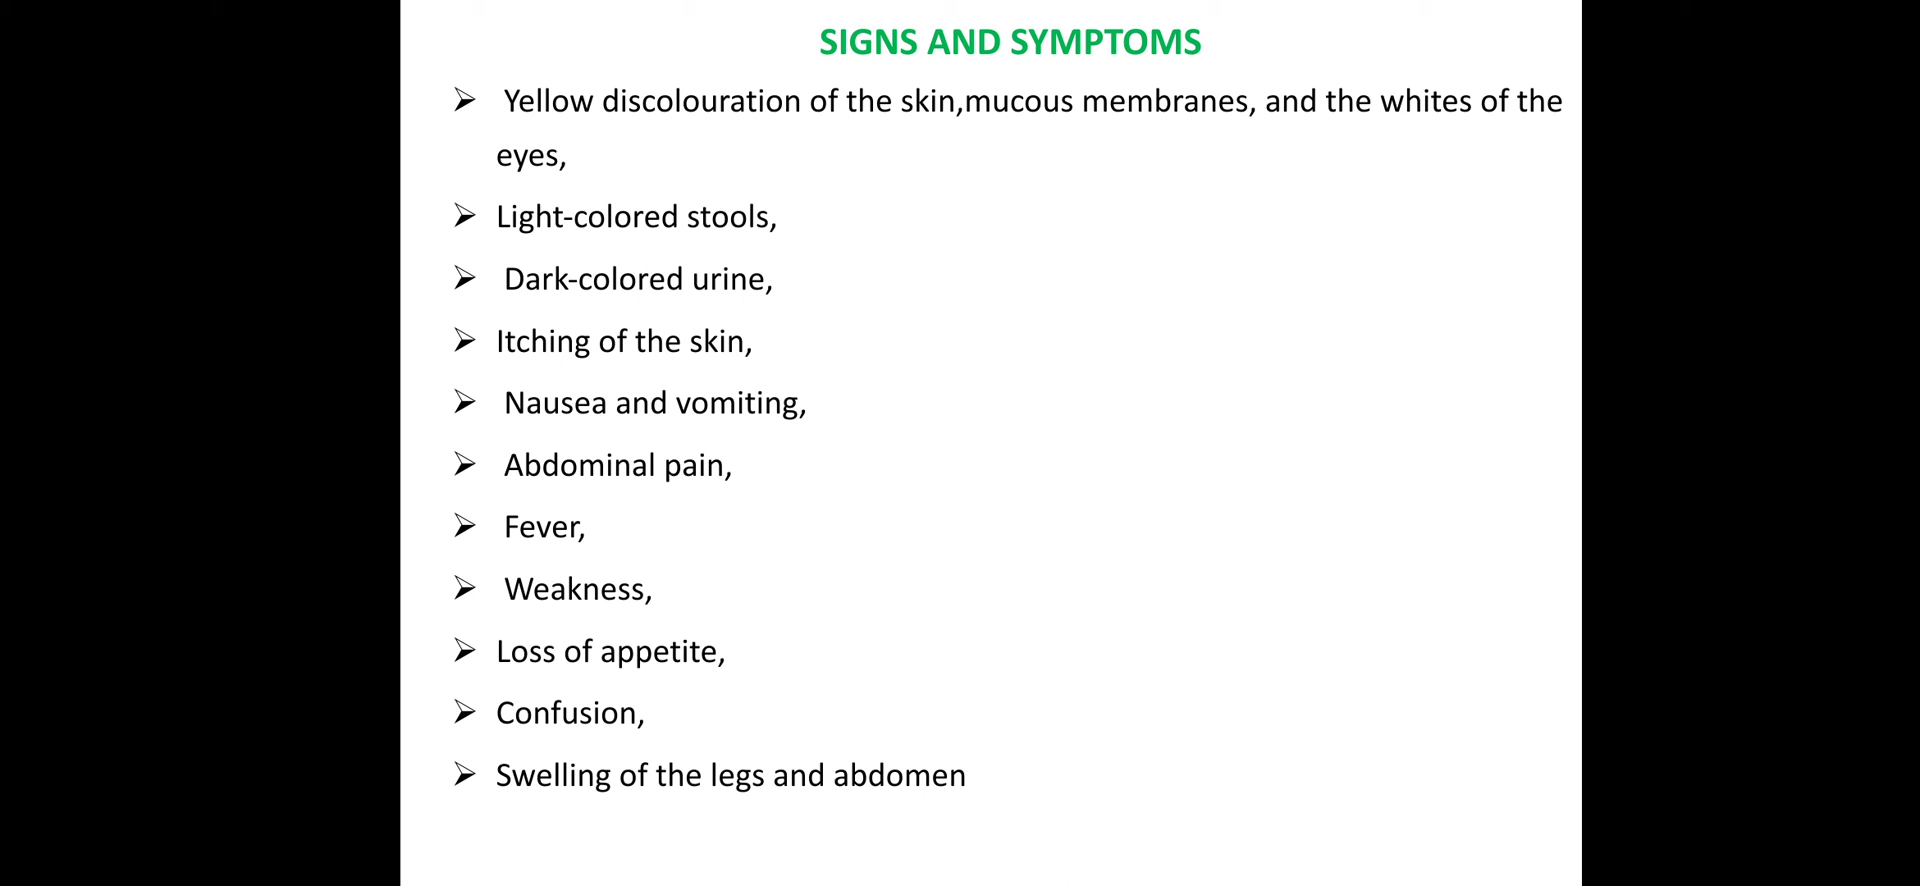 SIGNS AND SYMPTOMS
➢ Yellow discolouration of the skin,mucous membranes, and the whites of the
eyes,
➢ Light-colored stools,
➢ Dark-colored urine,
➢ Itching of the skin,
➢ Nausea and vomiting,
➢ Abdominal pain,
➢ Fever,
➢ Weakness,
➢ Loss of appetite,
➢ Confusion,
➢ Swelling of the legs and abdomen